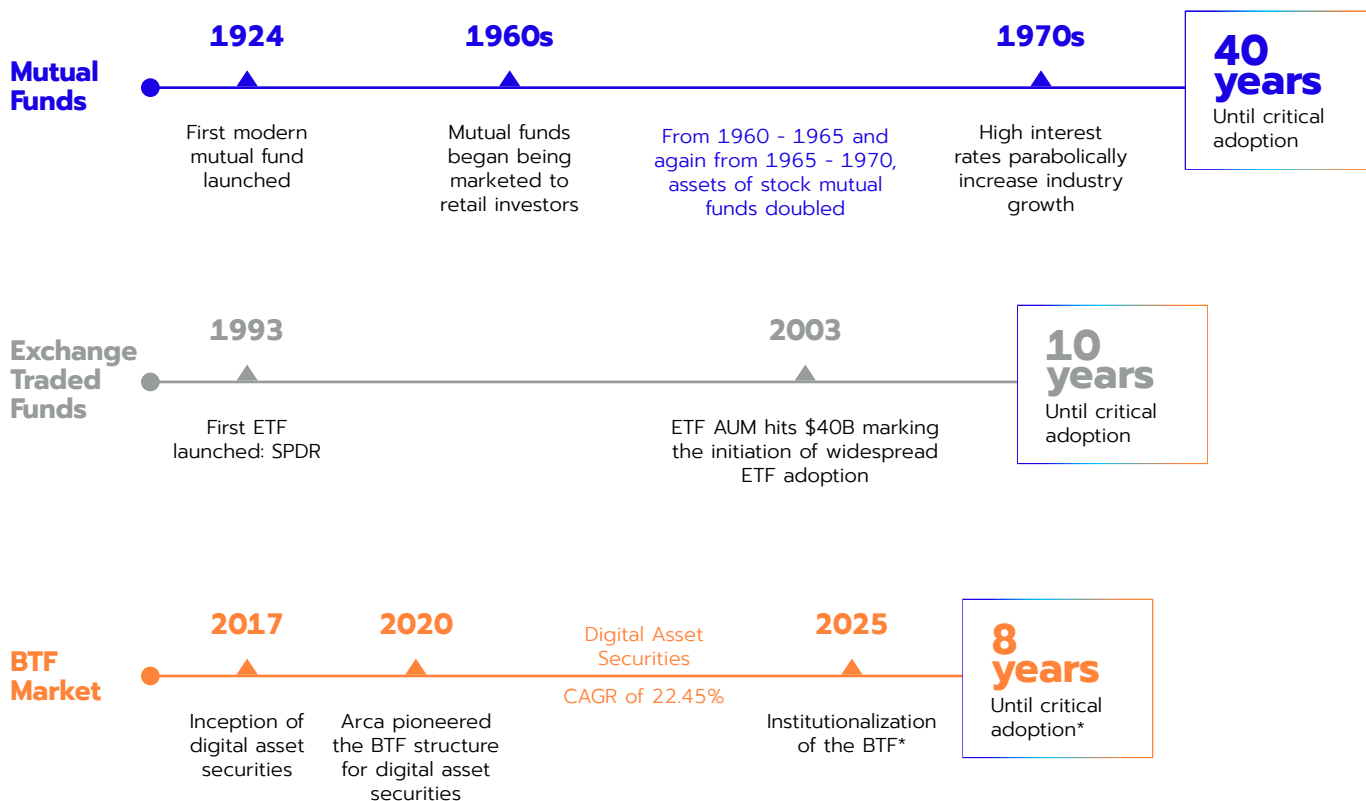 Mutual
Funds
1924
First modern
mutual fund
launched
1960s
Mutual funds
began being
marketed to
retail investors
From 1960 - 1965 and
again from 1965 - 1970,
assets of stock mutual
funds doubled
1970s
High interest
rates parabolically
increase industry
growth
40
years
Until critical
adoption
Exchange
Traded
Funds
1993
First ETF
launched: SPDR
2003
ETF AUM hits $40B marking
the initiation of widespread
ETF adoption
10
years
Until critical
adoption
BTF
Market
2017
Inception of
digital asset
securities
2020
Arca pioneered
the BTF structure
for digital asset
securities
Digital Asset
Securities
CAGR of 22.45%
2025
Institutionalization
of the BTF*
8
years
Until critical
adoption*